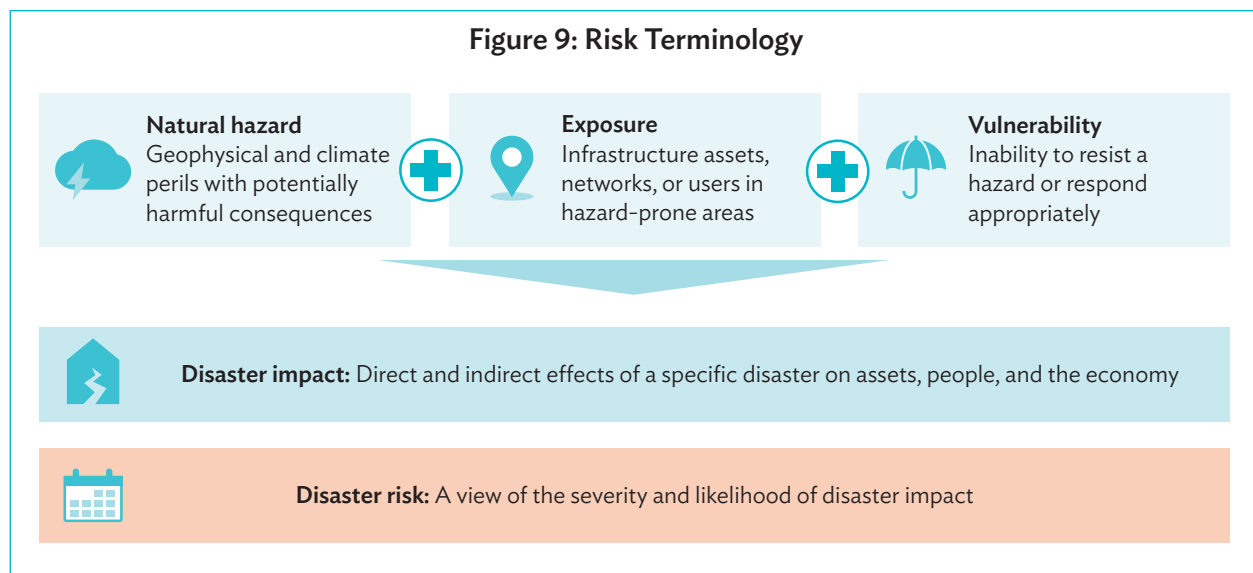 Figure 9: Risk Terminology
Natural hazard
Geophysical and climate
perils with potentially
harmful consequences
Exposure
Infrastructure assets,
networks, or users in
hazard-prone areas
Vulnerability
Inability to resist a
hazard or respond
appropriately
Disaster impact: Direct and indirect effects of a specific disaster on assets, people, and the economy
Disaster risk: A view of the severity and likelihood of disaster impact